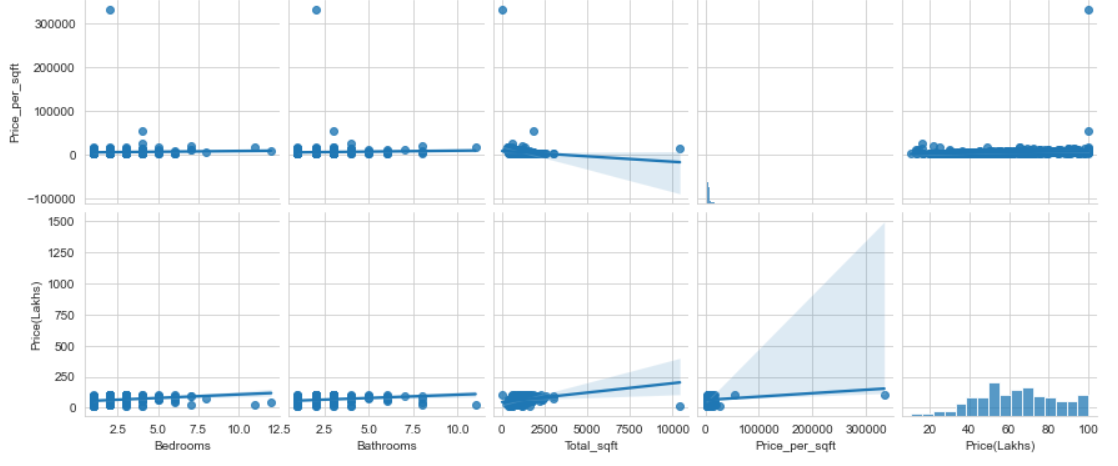 300000
200000
100000
0
−100000
Price_per_sqft
1500
1250
1000
750
500
250
0
Price(Lakhs)
2.5 5.0 7.5 10.0 12.5
2.5 5.0 7.5 10.0
0 2500 5000 7500 10000
0 100000 200000 300000
20 40 60 80 100
Bedrooms Bathrooms Total_sqft Price_per_sqft Price(Lakhs)